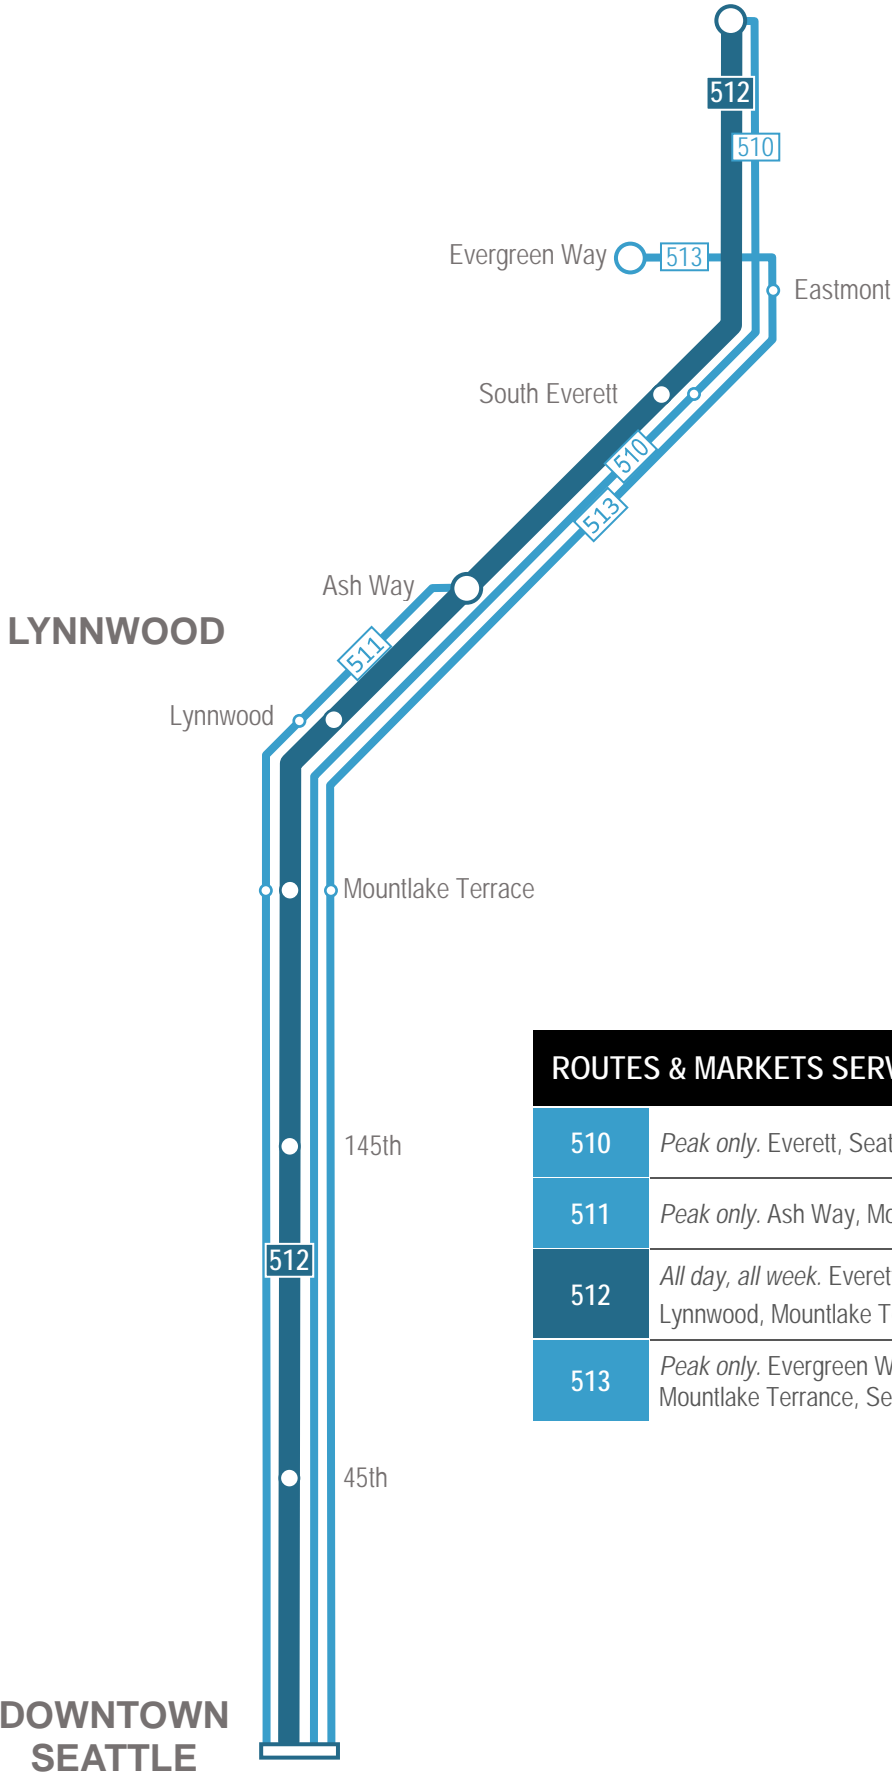 512
510
Evergreen Way
513
Eastmont
South Everett
510
513
Ash Way
LYNNWOOD
511
Lynnwood
Mountlake Terrace
ROUTES & MARKETS SERV
510
Peak only. Everett, Seat
511
Peak only. Ash Way, Mo
145th
512
512
All day, all week. Everet
Lynnwood, Mountlake T
513
Peak only. Evergreen W
Mountlake Terrance, Se
45th
DOWNTOWN
SEATTLE